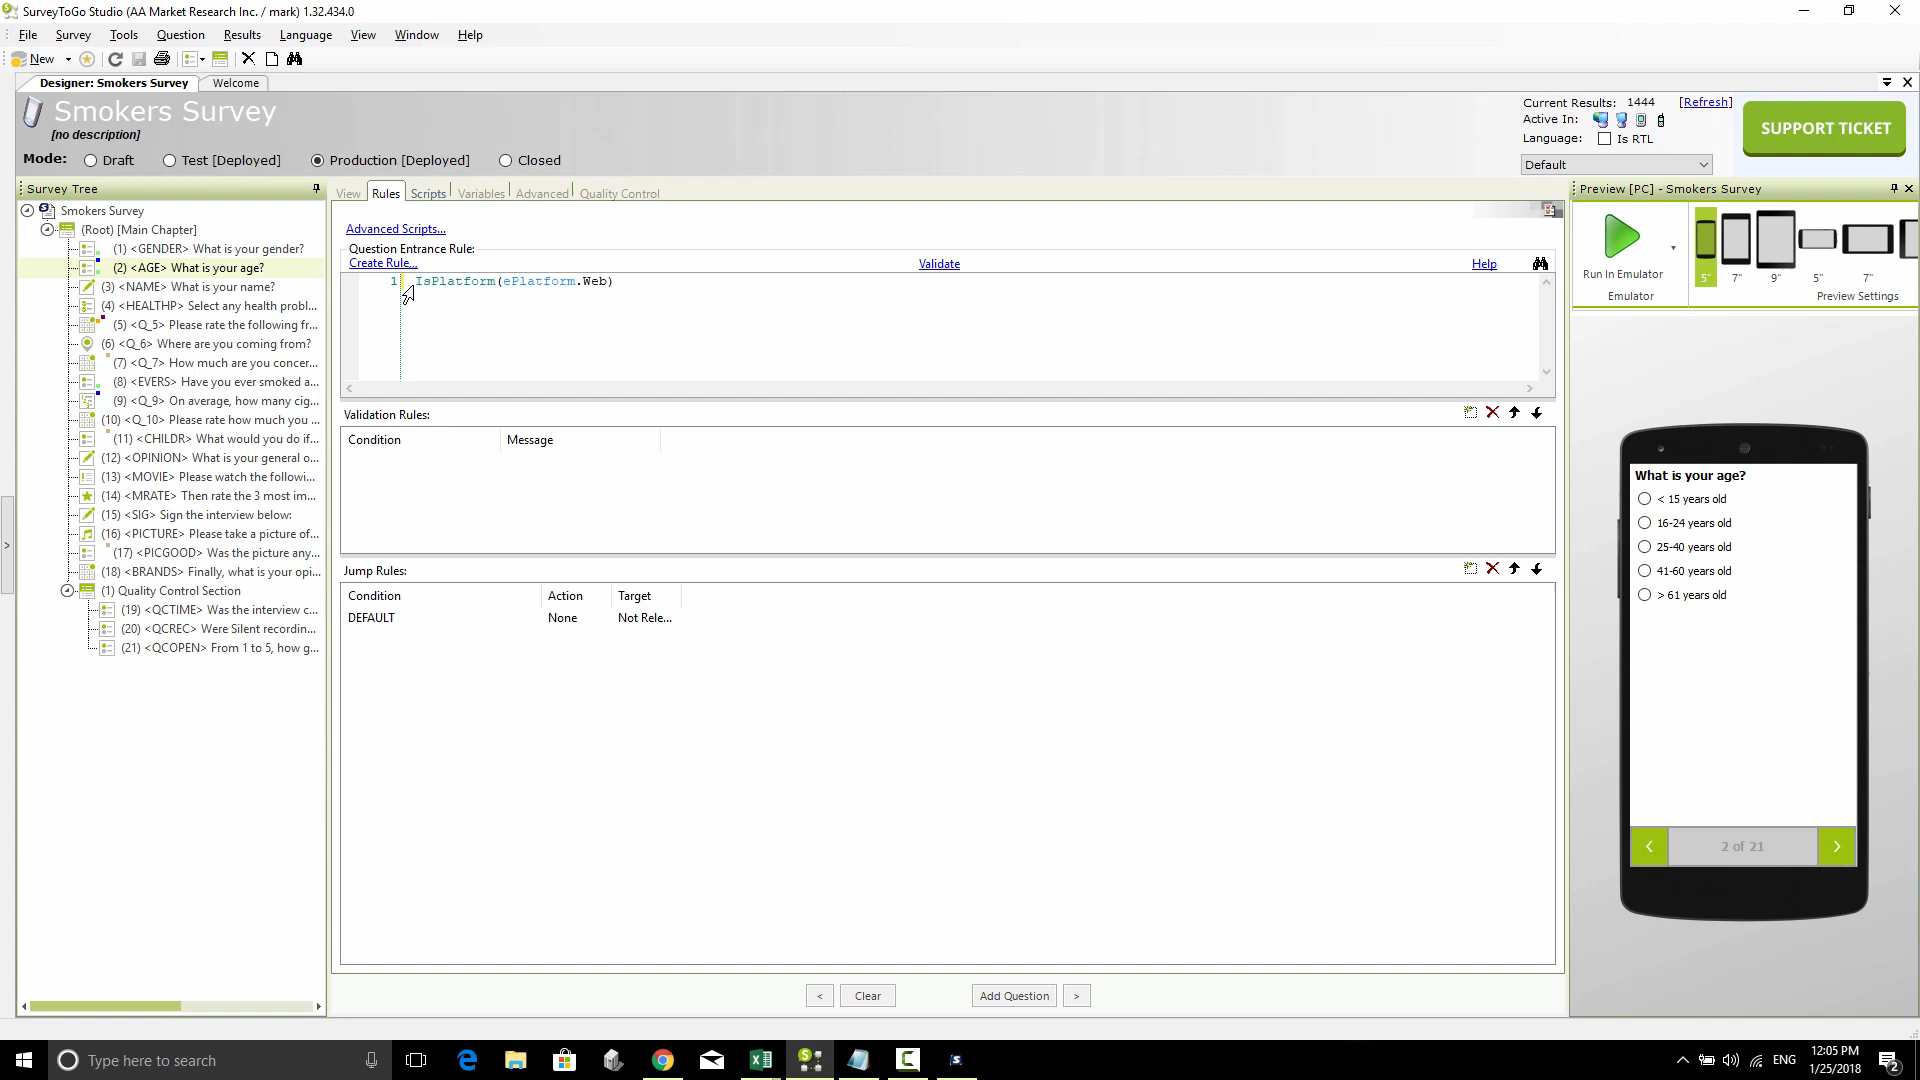 SurveyToGo Studio (AA Market Research Inc. / mark) 1.32.434.0
File Survey Tools Question Results Language View Window Help
New
Designer: Smokers Survey Welcome
Smokers Survey
[no description]
Mode: Draft Test [Deployed] Production [Deployed] Closed
Current Results: 1444 [Refresh]
Active In:
Language: Is RTL
Default
SUPPORT TICKET
Survey Tree
Smokers Survey
(Root) [Main Chapter]
(1) <GENDER> What is your gender?
(2) <AGE> What is your age?
(3) <NAME> What is your name?
(4) <HEALTHP> Select any health probl...
(5) <Q_5> Please rate the following fr...
(6) <Q_6> Where are you coming from?
(7) <Q_7> How much are you concer...
(8) <EVERS> Have you ever smoked a...
(9) <Q_9> On average, how many cig...
(10) <Q_10> Please rate how much you ...
(11) <CHILDR> What would you do if...
(12) <OPINION> What is your general o...
(13) <MOVIE> Please watch the followi...
(14) <MRATE> Then rate the 3 most im...
(15) <SIG> Sign the interview below:
(16) <PICTURE> Please take a picture of...
(17) <PICGOOD> Was the picture any...
(18) <BRANDS> Finally, what is your opi...
(1) Quality Control Section
(19) <QCTIME> Was the interview c...
(20) <QCREC> Were Silent recordin...
(21) <QCOPEN> From 1 to 5, how g...
View Rules Scripts Variables Advanced Quality Control
Advanced Scripts...
Question Entrance Rule:
Create Rule... Validate Help
1 IsPlatform(ePlatform.Web)
Validation Rules:
Condition Message
Jump Rules:
Condition Action Target
DEFAULT None Not Rele...
< Clear Add Question >
Preview [PC] - Smokers Survey
Run In Emulator
5" 7" 9" 5" 7"
Emulator Preview Settings
What is your age?
< 15 years old
16-24 years old
25-40 years old
41-60 years old
> 61 years old
2 of 21
Type here to search
ENG
12:05 PM
1/25/2018
2